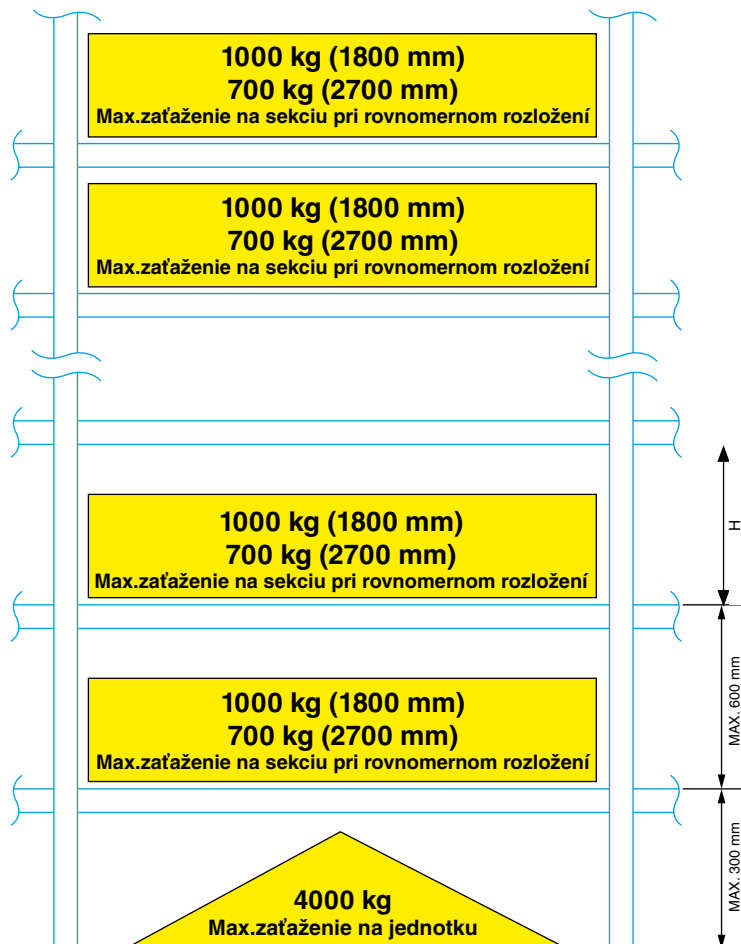 1000 kg (1800 mm)
700 kg (2700 mm)
Max.zaťaženie na sekciu pri rovnomernom rozložení
1000 kg (1800 mm)
700 kg (2700 mm)
Max.zaťaženie na sekciu pri rovnomernom rozložení
1000 kg (1800 mm)
700 kg (2700 mm)
Max.zaťaženie na sekciu pri rovnomernom rozložení
H
1000 kg (1800 mm)
700 kg (2700 mm)
Max.zaťaženie na sekciu pri rovnomernom rozložení
MAX. 600 mm
4000 kg
Max.zaťaženie na jednotku
MAX. 300 mm